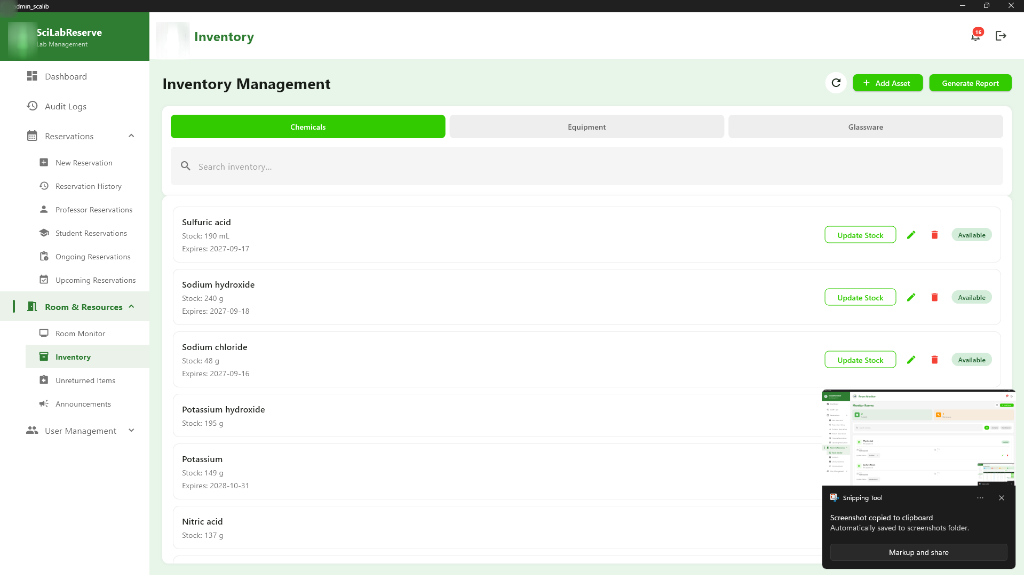 dmin_scalib
SciLabReserve
Lab Management
Inventory
16
Dashboard
Audit Logs
Reservations
New Reservation
Reservation History
Professor Reservations
Student Reservations
Ongoing Reservations
Upcoming Reservations
Room & Resources
Room Monitor
Inventory
Unreturned Items
Announcements
User Management
Inventory Management
Add Asset
Generate Report
Chemicals
Equipment
Glassware
Search inventory...
Sulfuric acid
Stock: 190 mL
Expires: 2027-09-17
Update Stock
Available
Sodium hydroxide
Stock: 240 g
Expires: 2027-09-18
Update Stock
Available
Sodium chloride
Stock: 48 g
Expires: 2027-09-16
Update Stock
Available
Potassium hydroxide
Stock: 195 g
Potassium
Stock: 149 g
Expires: 2028-10-31
Nitric acid
Stock: 137 g
Snipping Tool
Screenshot copied to clipboard
Automatically saved to screenshots folder.
Markup and share